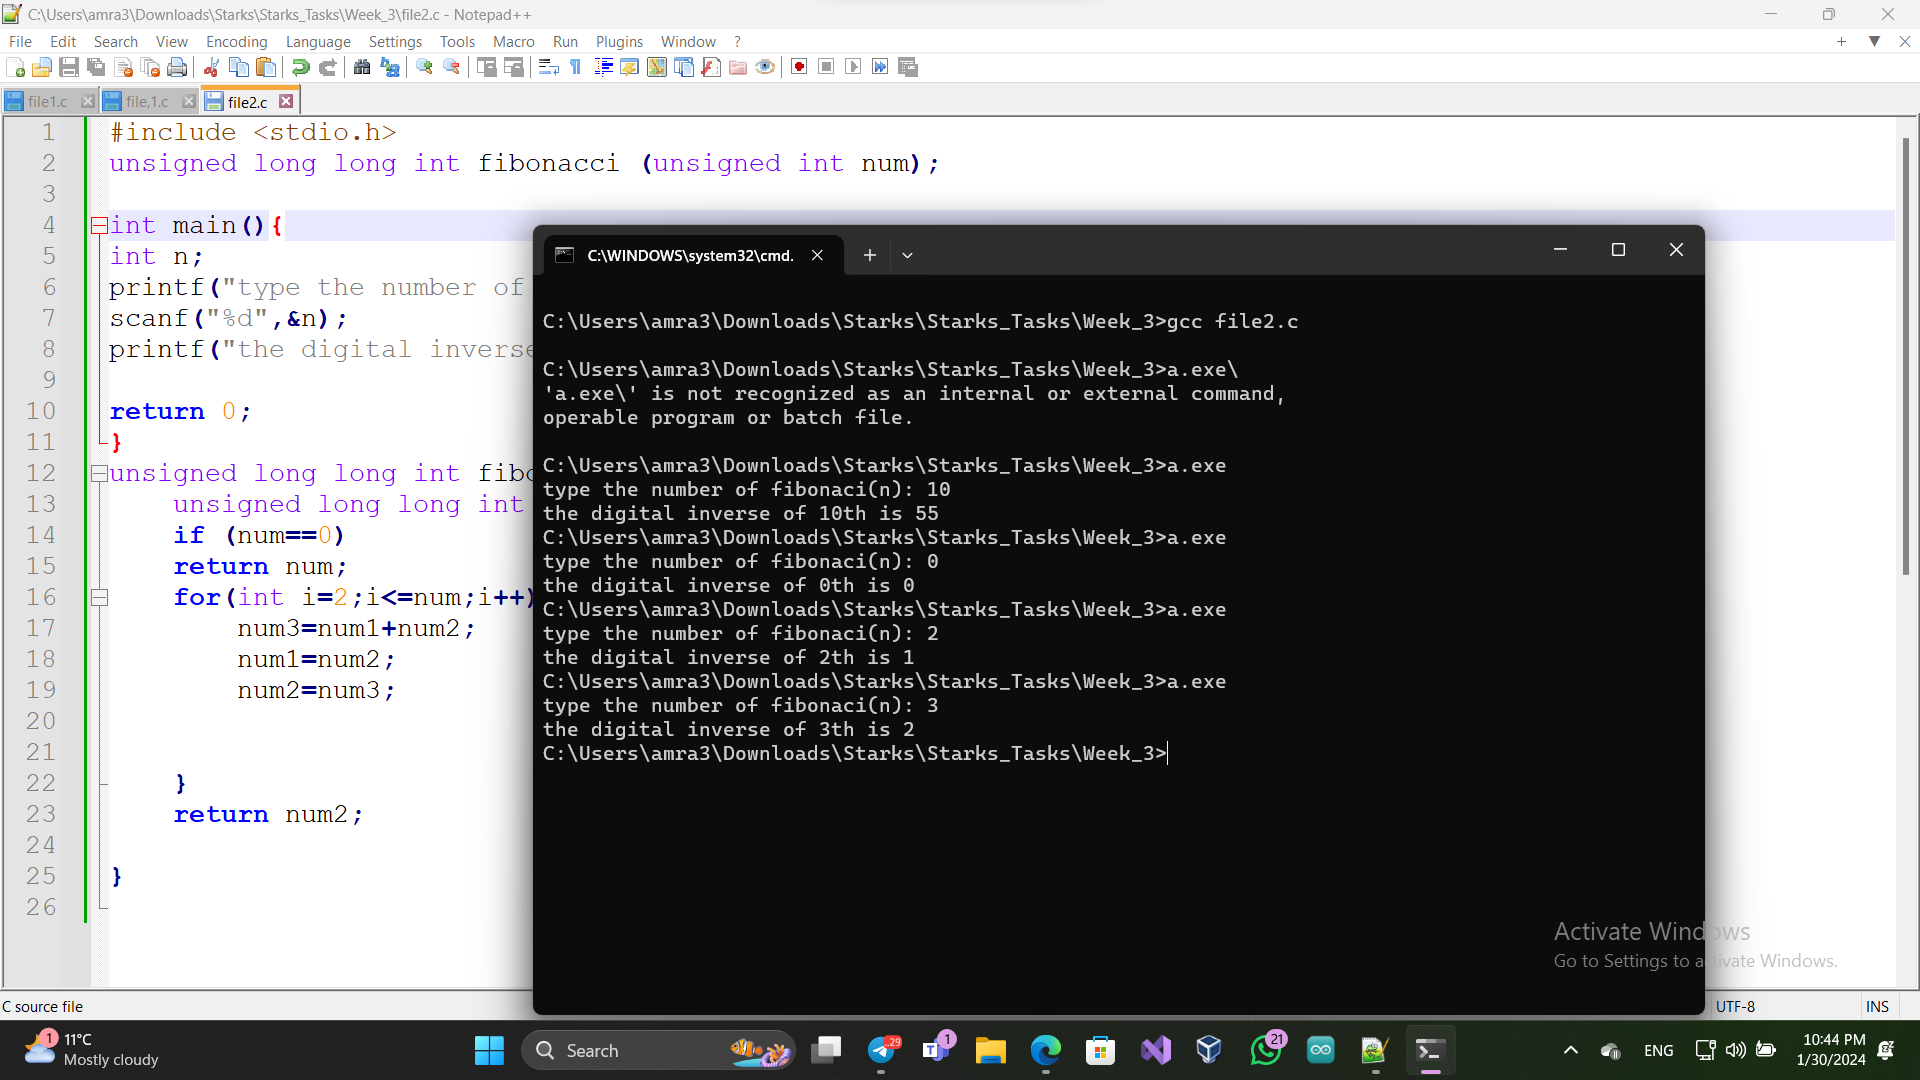 C:\Users\amra3\Downloads\Starks\Starks_Tasks\Week_3\file2.c - Notepad++
File Edit Search View Encoding Language Settings Tools Macro Run Plugins Window ?
file1.c file,1.c file2.c
1 #include <stdio.h>
2 unsigned long long int fibonacci (unsigned int num);
3
4 int main(){
5 int n;
6 printf("type the number of
7 scanf("%d",&n);
8 printf("the digital inverse
9
10 return 0;
11 }
12 unsigned long long int fibo
13 unsigned long long int
14 if (num==0)
15 return num;
16 for(int i=2;i<=num;i++)
17 num3=num1+num2;
18 num1=num2;
19 num2=num3;
20
21
22 }
23 return num2;
24
25 }
26
C:\WINDOWS\system32\cmd.
C:\Users\amra3\Downloads\Starks\Starks_Tasks\Week_3>gcc file2.c
C:\Users\amra3\Downloads\Starks\Starks_Tasks\Week_3>a.exe\
'a.exe\' is not recognized as an internal or external command,
operable program or batch file.
C:\Users\amra3\Downloads\Starks\Starks_Tasks\Week_3>a.exe
type the number of fibonaci(n): 10
the digital inverse of 10th is 55
C:\Users\amra3\Downloads\Starks\Starks_Tasks\Week_3>a.exe
type the number of fibonaci(n): 0
the digital inverse of 0th is 0
C:\Users\amra3\Downloads\Starks\Starks_Tasks\Week_3>a.exe
type the number of fibonaci(n): 2
the digital inverse of 2th is 1
C:\Users\amra3\Downloads\Starks\Starks_Tasks\Week_3>a.exe
type the number of fibonaci(n): 3
the digital inverse of 3th is 2
C:\Users\amra3\Downloads\Starks\Starks_Tasks\Week_3>
Activate Windows
Go to Settings to activate Windows.
C source file UTF-8 INS
1 11°C
Mostly cloudy
Search
..29
1
21
ENG
10:44 PM
1/30/2024